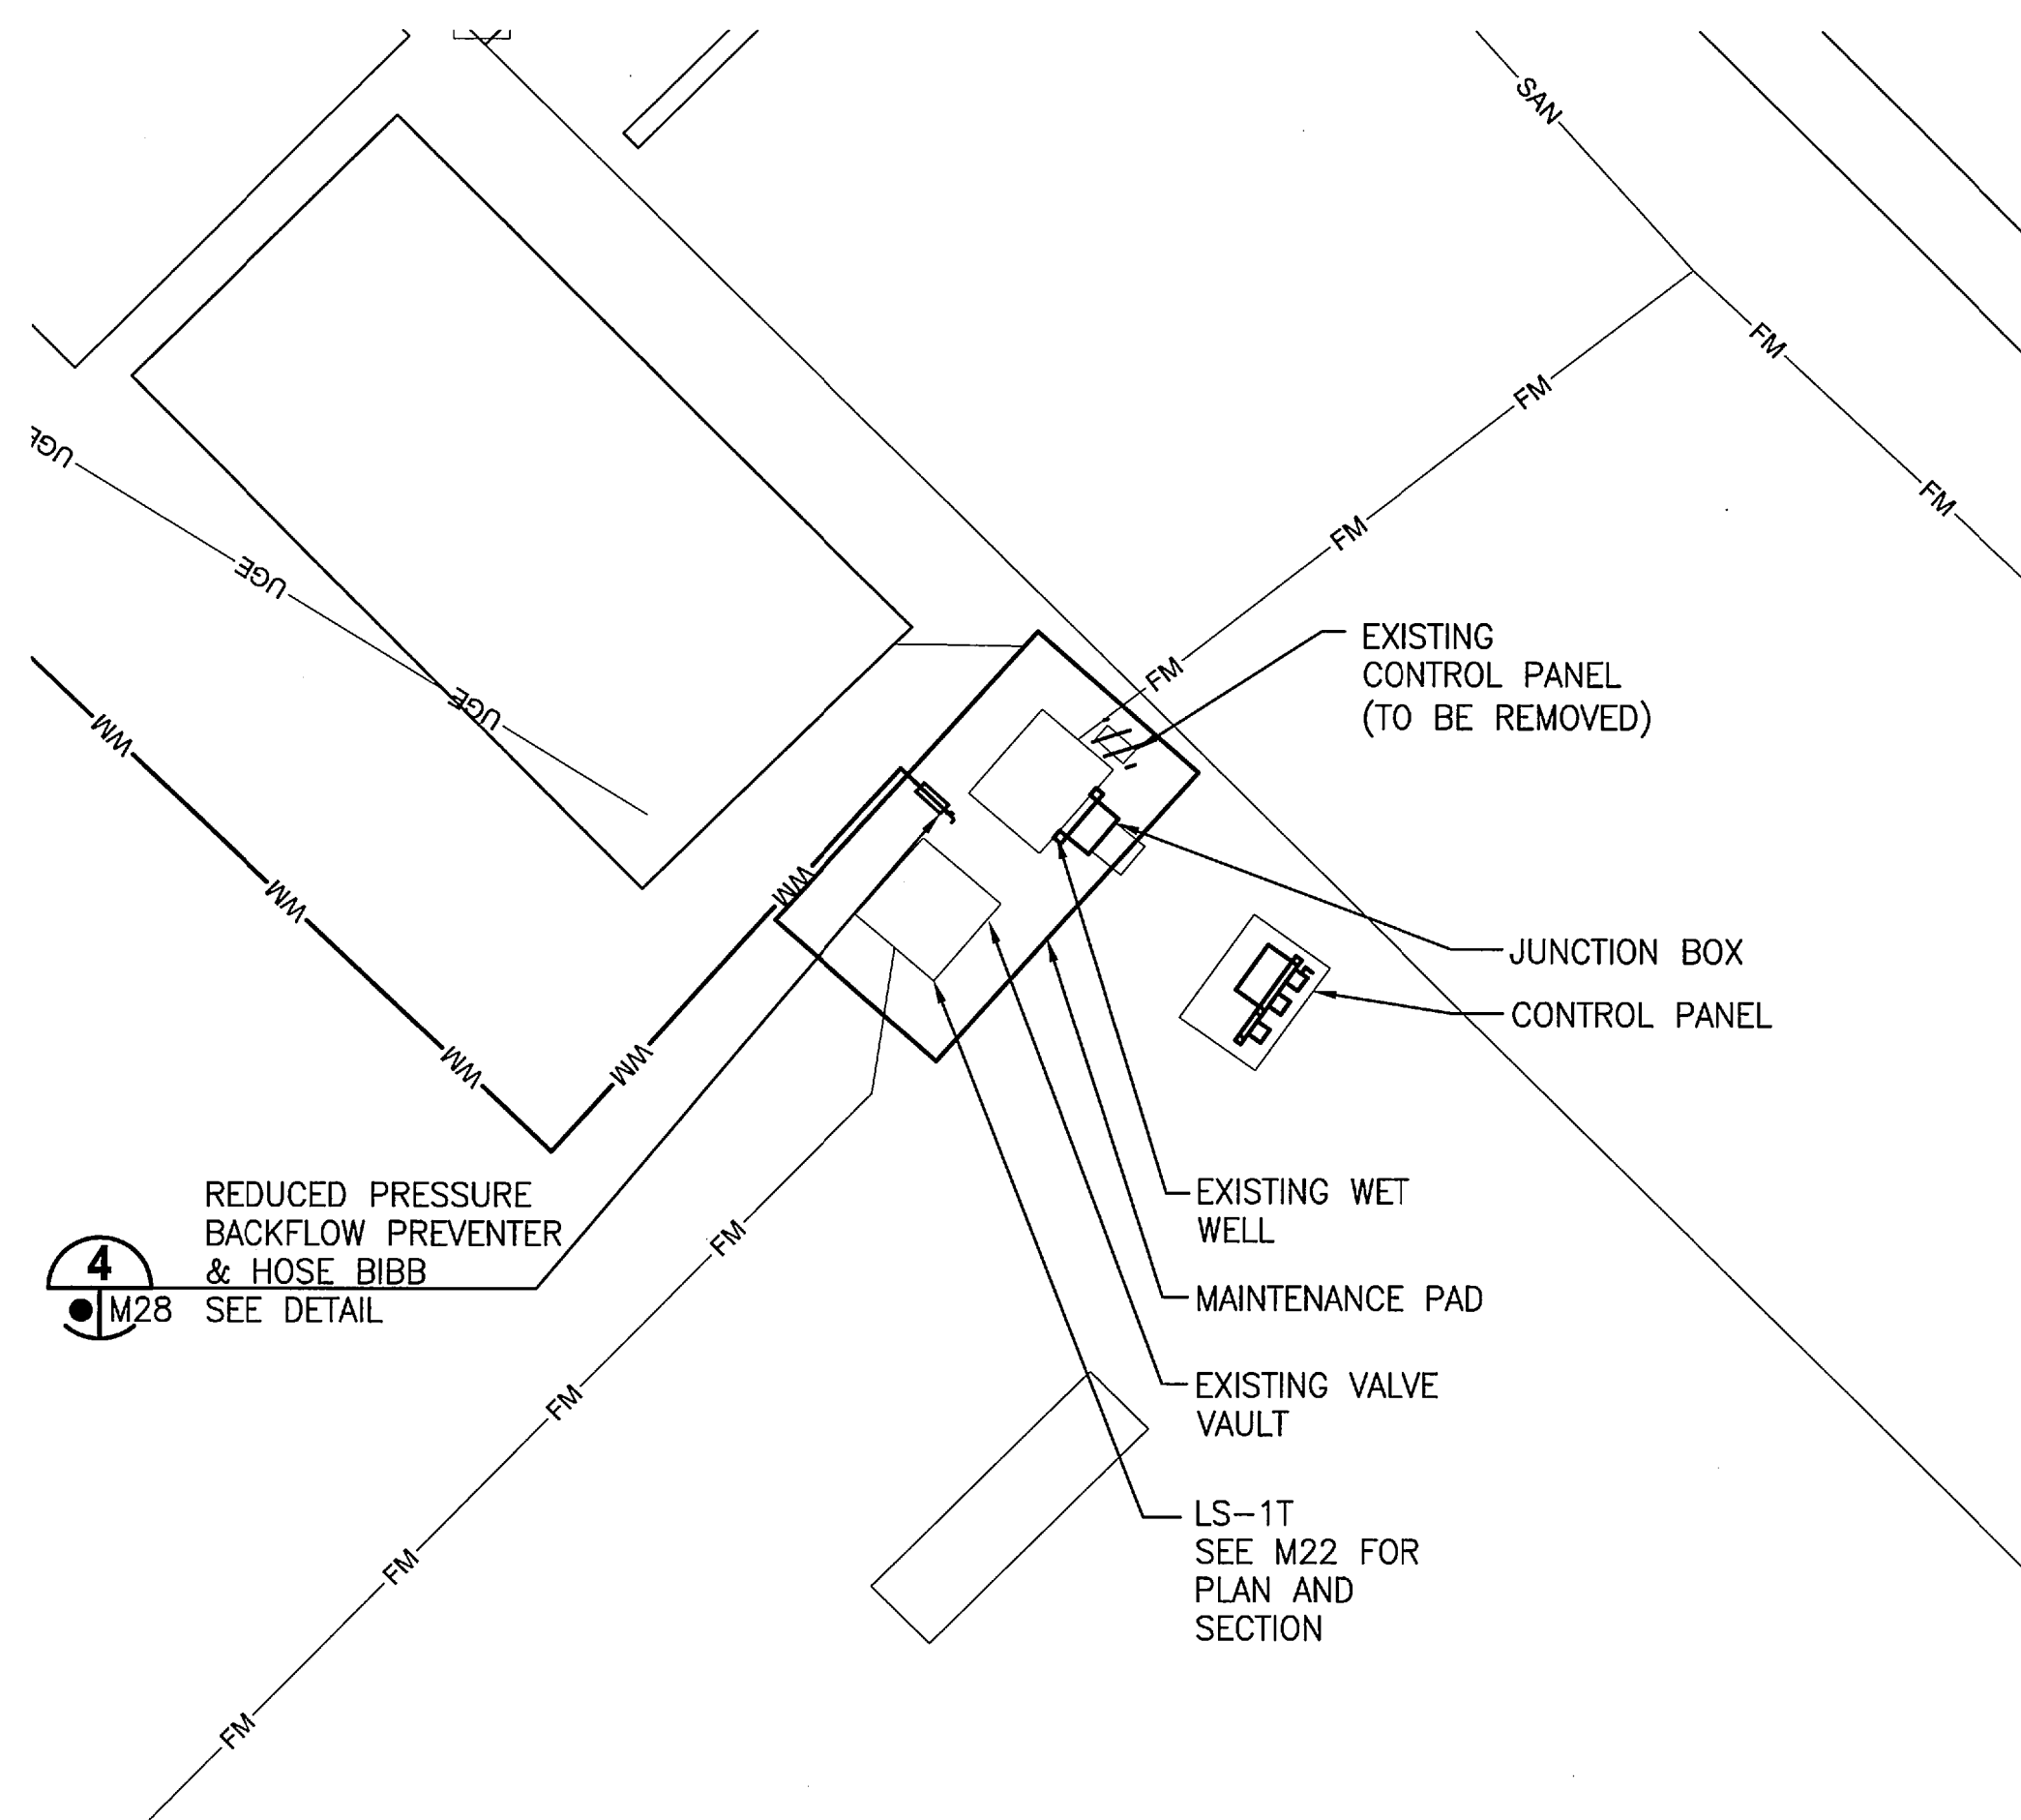 SAN
FM
FM
FM
FM
FM
UGE
UGE
UGE
EXISTING
CONTROL PANEL
(TO BE REMOVED)
WM
WM
WM
WM
WM
JUNCTION BOX
CONTROL PANEL
REDUCED PRESSURE
BACKFLOW PREVENTER
& HOSE BIBB
SEE DETAIL
4
M28
EXISTING WET
WELL
MAINTENANCE PAD
EXISTING VALVE
VAULT
LS-1T
SEE M22 FOR
PLAN AND
SECTION
FM
FM
FM
FM